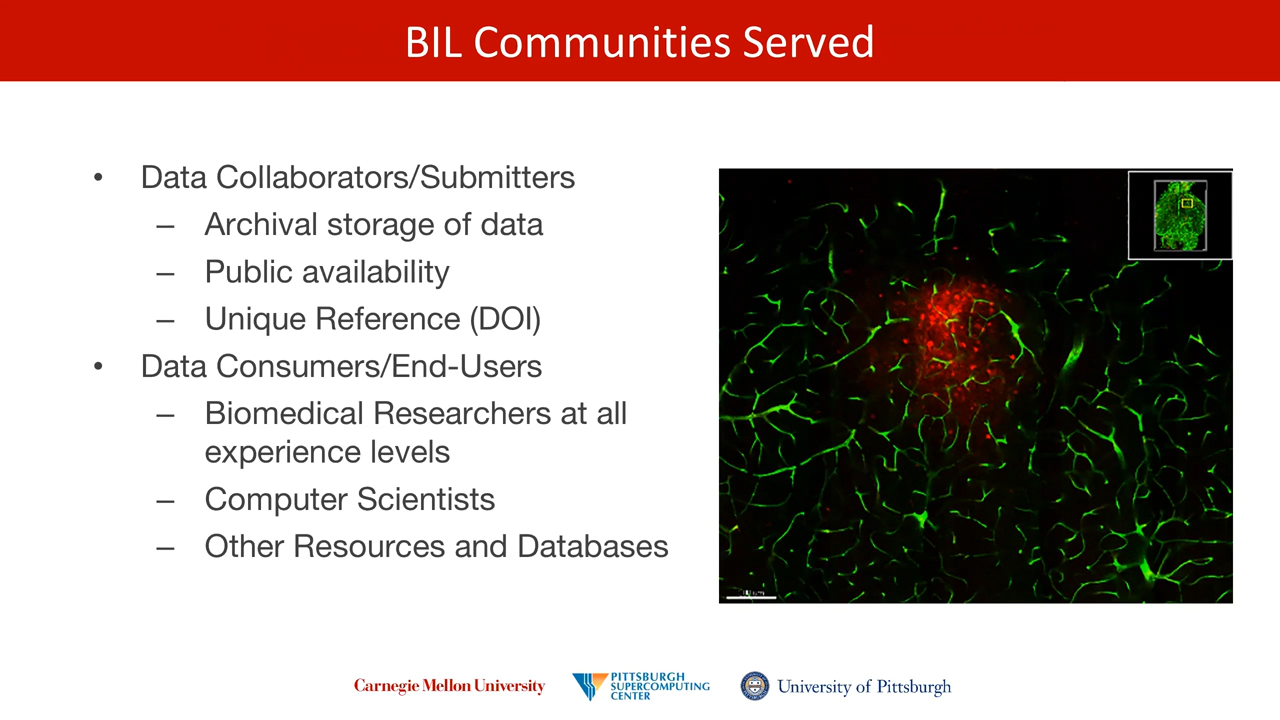 BIL Communities Served
• Data Collaborators/Submitters
– Archival storage of data
– Public availability
– Unique Reference (DOI)
• Data Consumers/End-Users
– Biomedical Researchers at all
experience levels
– Computer Scientists
– Other Resources and Databases
Carnegie Mellon University
PITTSBURGH
SUPERCOMPUTING
CENTER
University of Pittsburgh